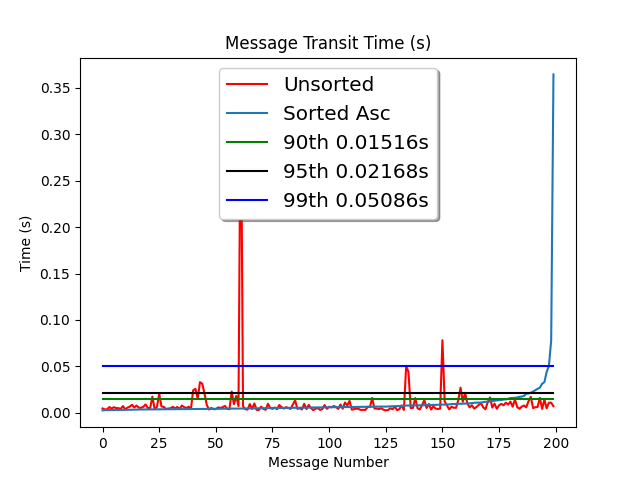 Message Transit Time (s)
Unsorted
Sorted Asc
90th 0.01516s
95th 0.02168s
99th 0.05086s
0.35
0.30
0.25
0.20
0.15
0.10
0.05
0.00
Time (s)
0 25 50 75 100 125 150 175 200
Message Number